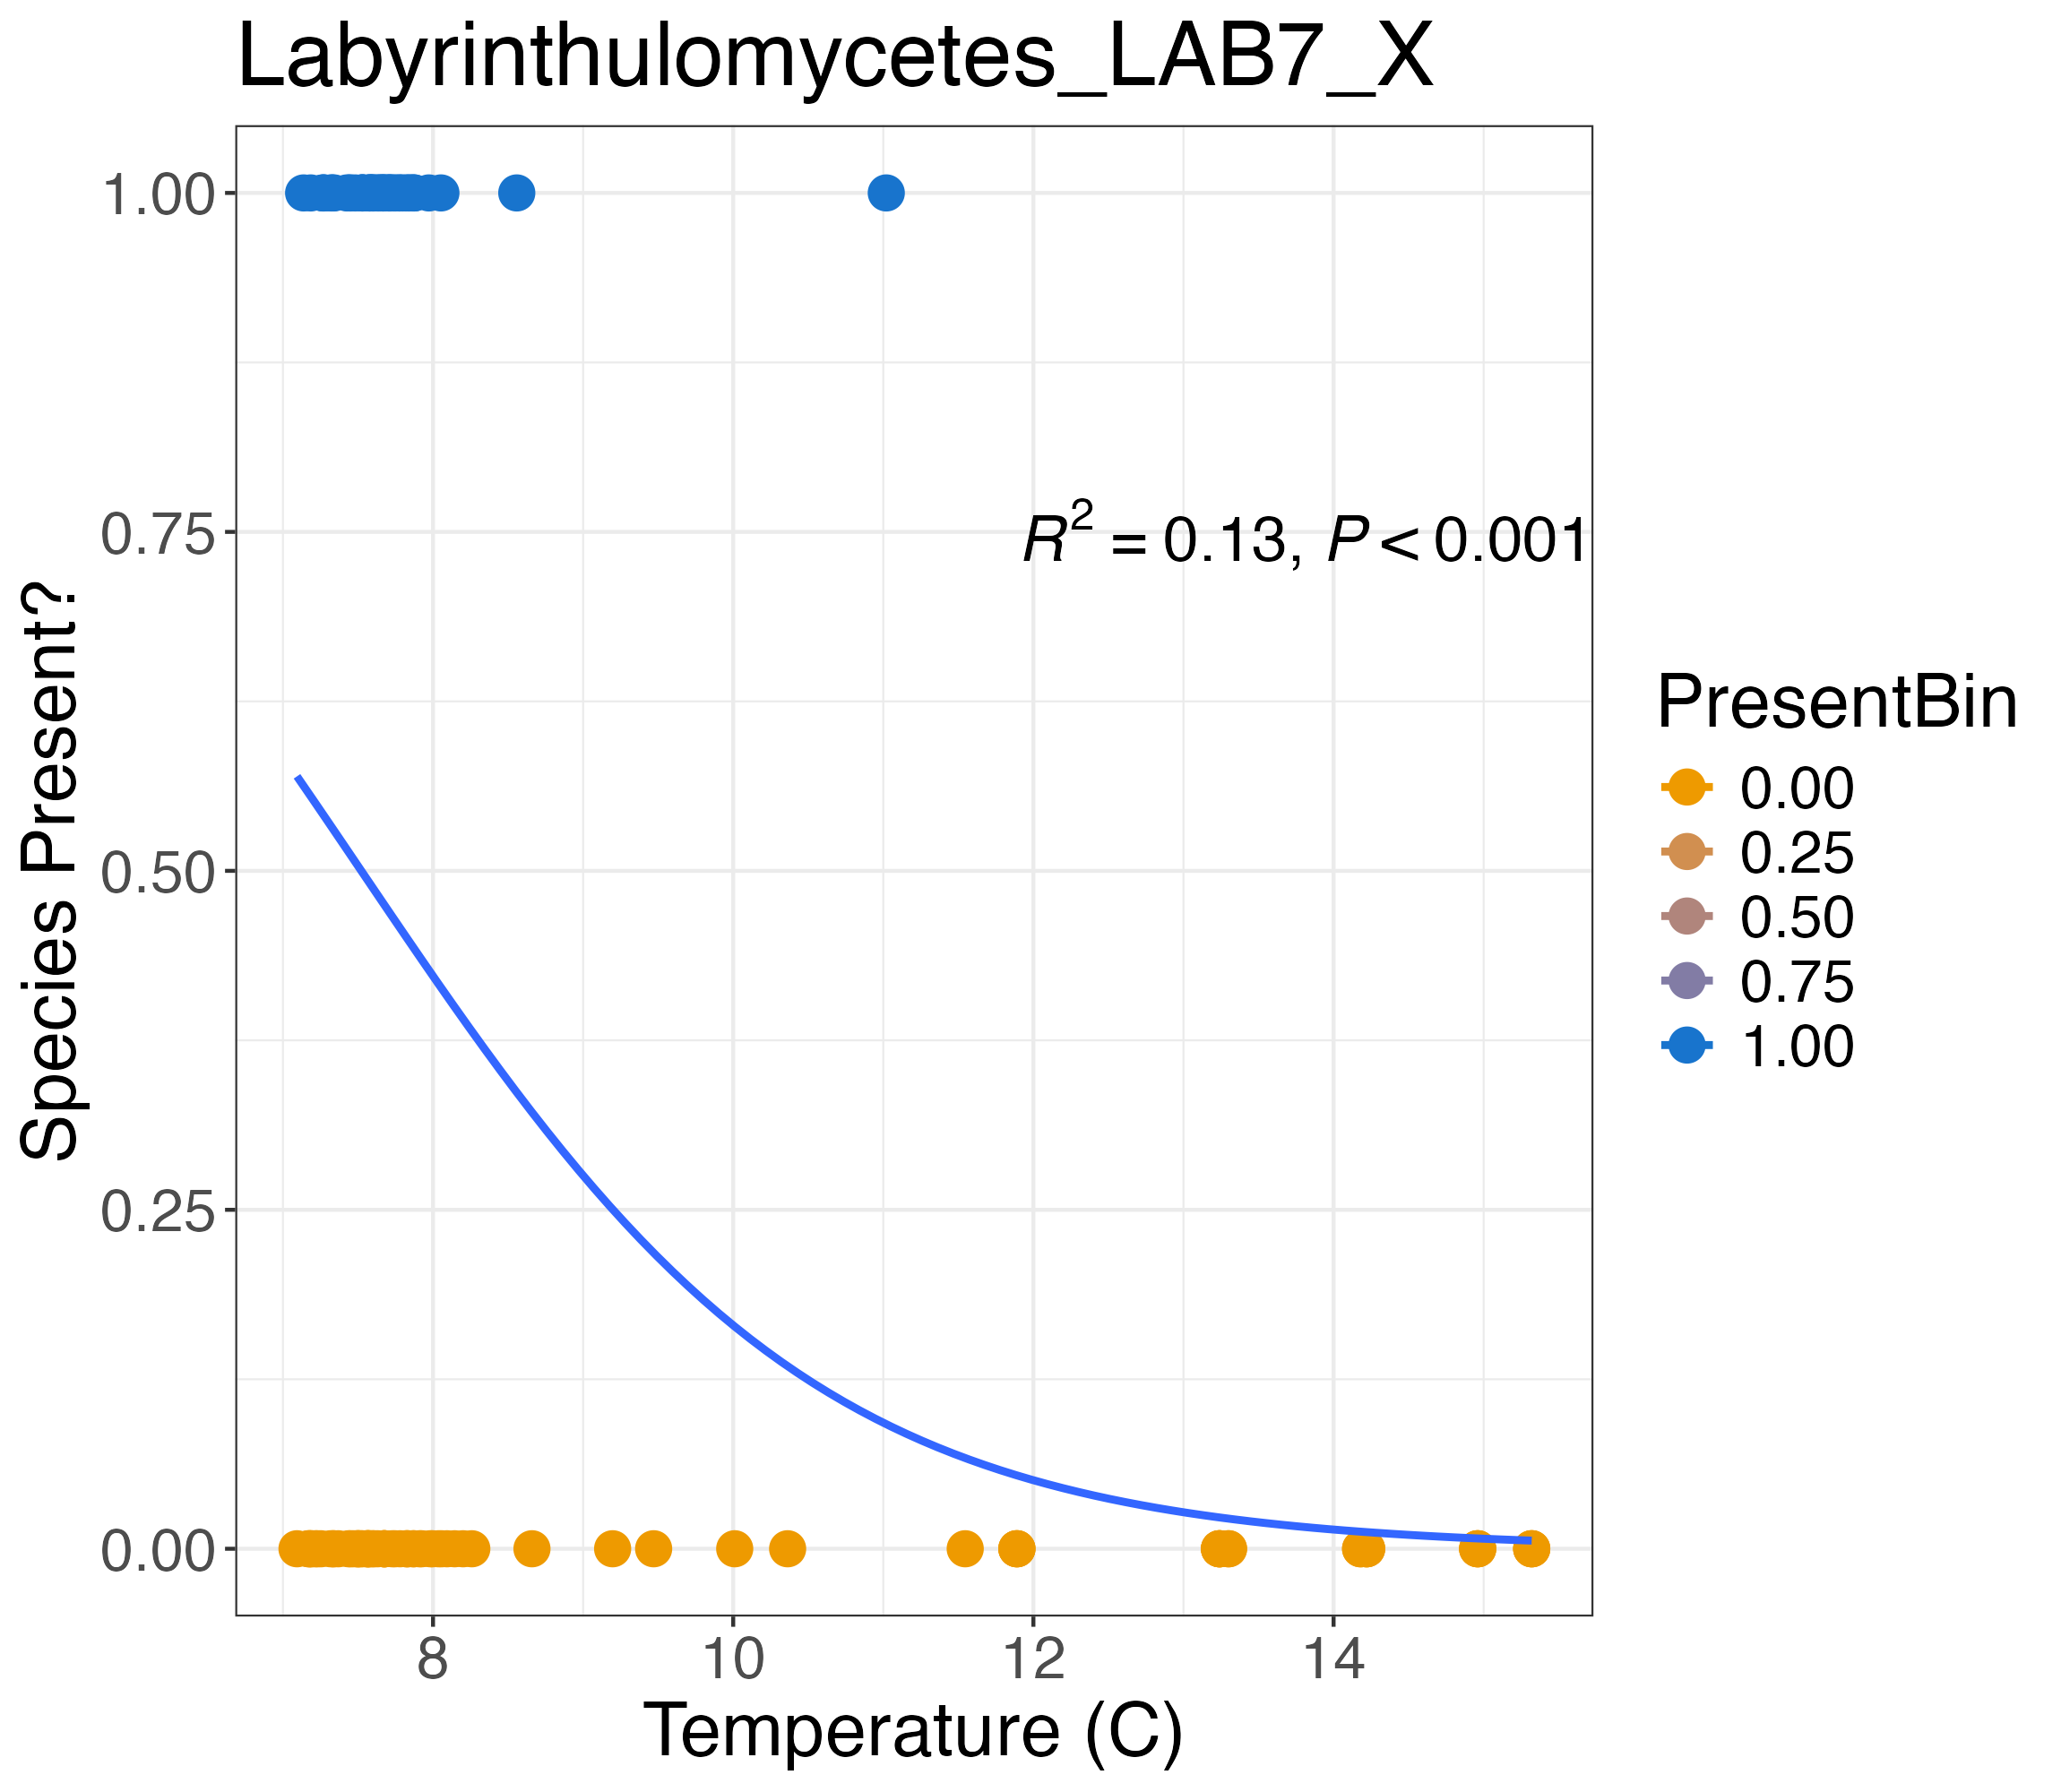 Labyrinthulomycetes_LAB7_X
1.00
0.75
0.50
0.25
0.00
Species Present?
R² = 0.13, P < 0.001
8 10 12 14
Temperature (C)
PresentBin
0.00
0.25
0.50
0.75
1.00